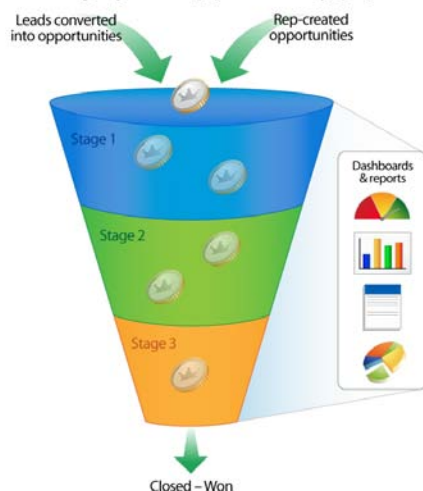 Leads converted
into opportunities
Rep-created
opportunities
Stage 1
Dashboards
& reports
Stage 2
Stage 3
Closed – Won